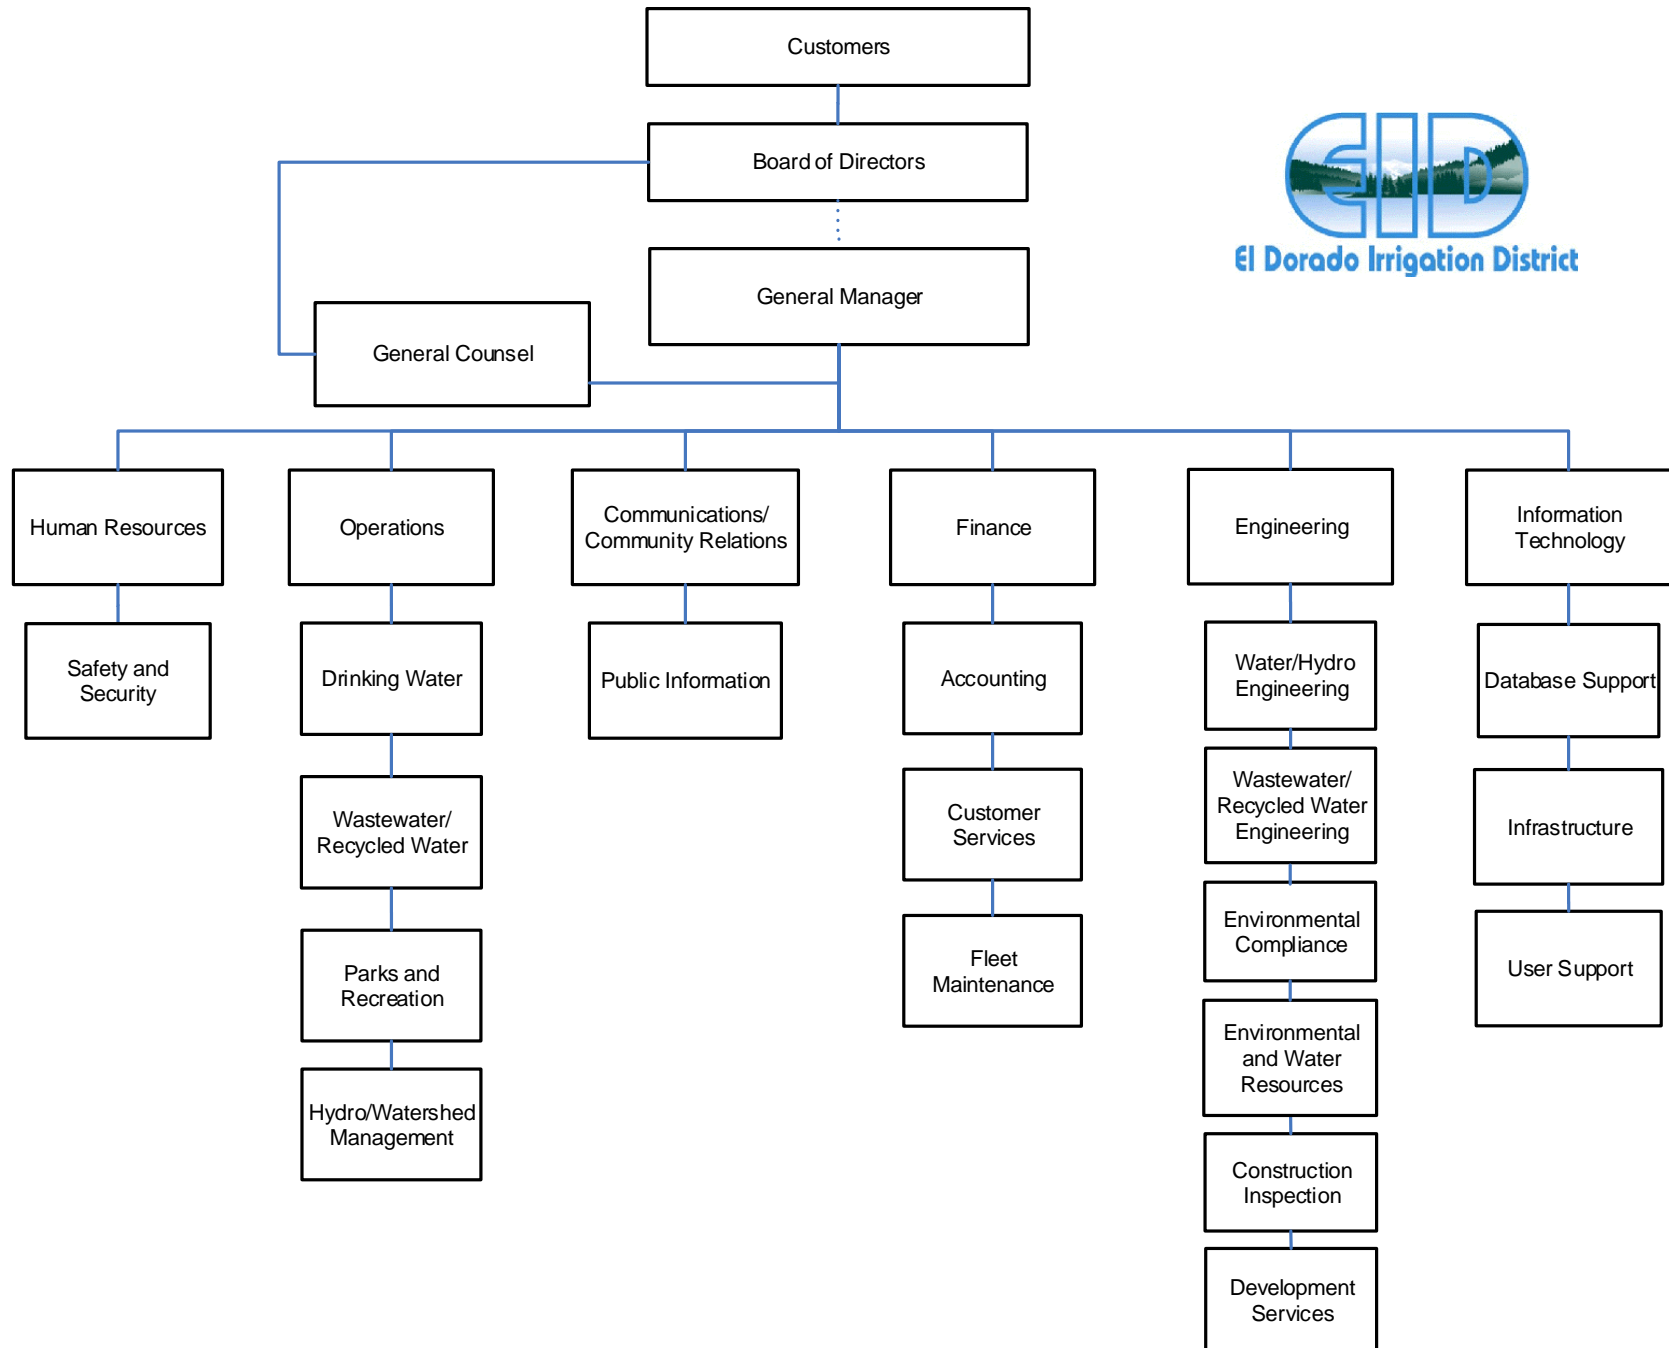 Customers
Board of Directors
EID
El Dorado Irrigation District
General Manager
General Counsel
Human Resources
Operations
Communications/
Community Relations
Finance
Engineering
Information
Technology
Safety and
Security
Drinking Water
Public Information
Accounting
Water/Hydro
Engineering
Database Support
Wastewater/
Recycled Water
Customer
Services
Wastewater/
Recycled Water
Engineering
Infrastructure
Parks and
Recreation
Fleet
Maintenance
Environmental
Compliance
User Support
Hydro/Watershed
Management
Environmental
and Water
Resources
Construction
Inspection
Development
Services